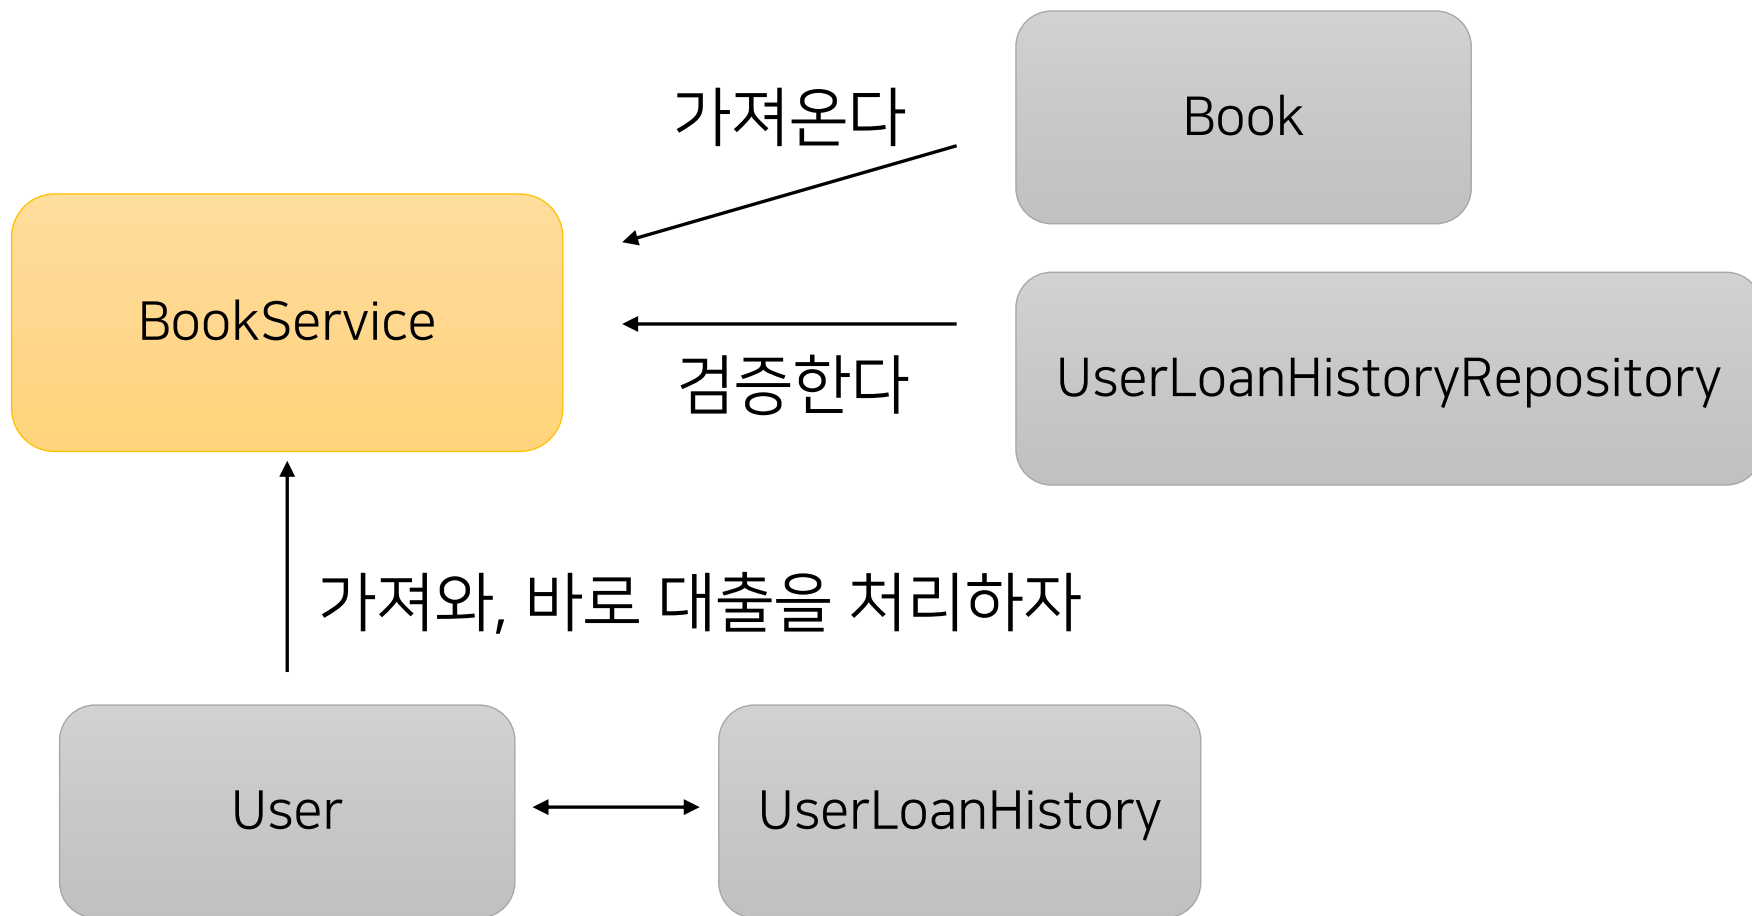 가져온다
Book
BookService
검증한다
UserLoanHistoryRepository
가져와, 바로 대출을 처리하자
User
UserLoanHistory